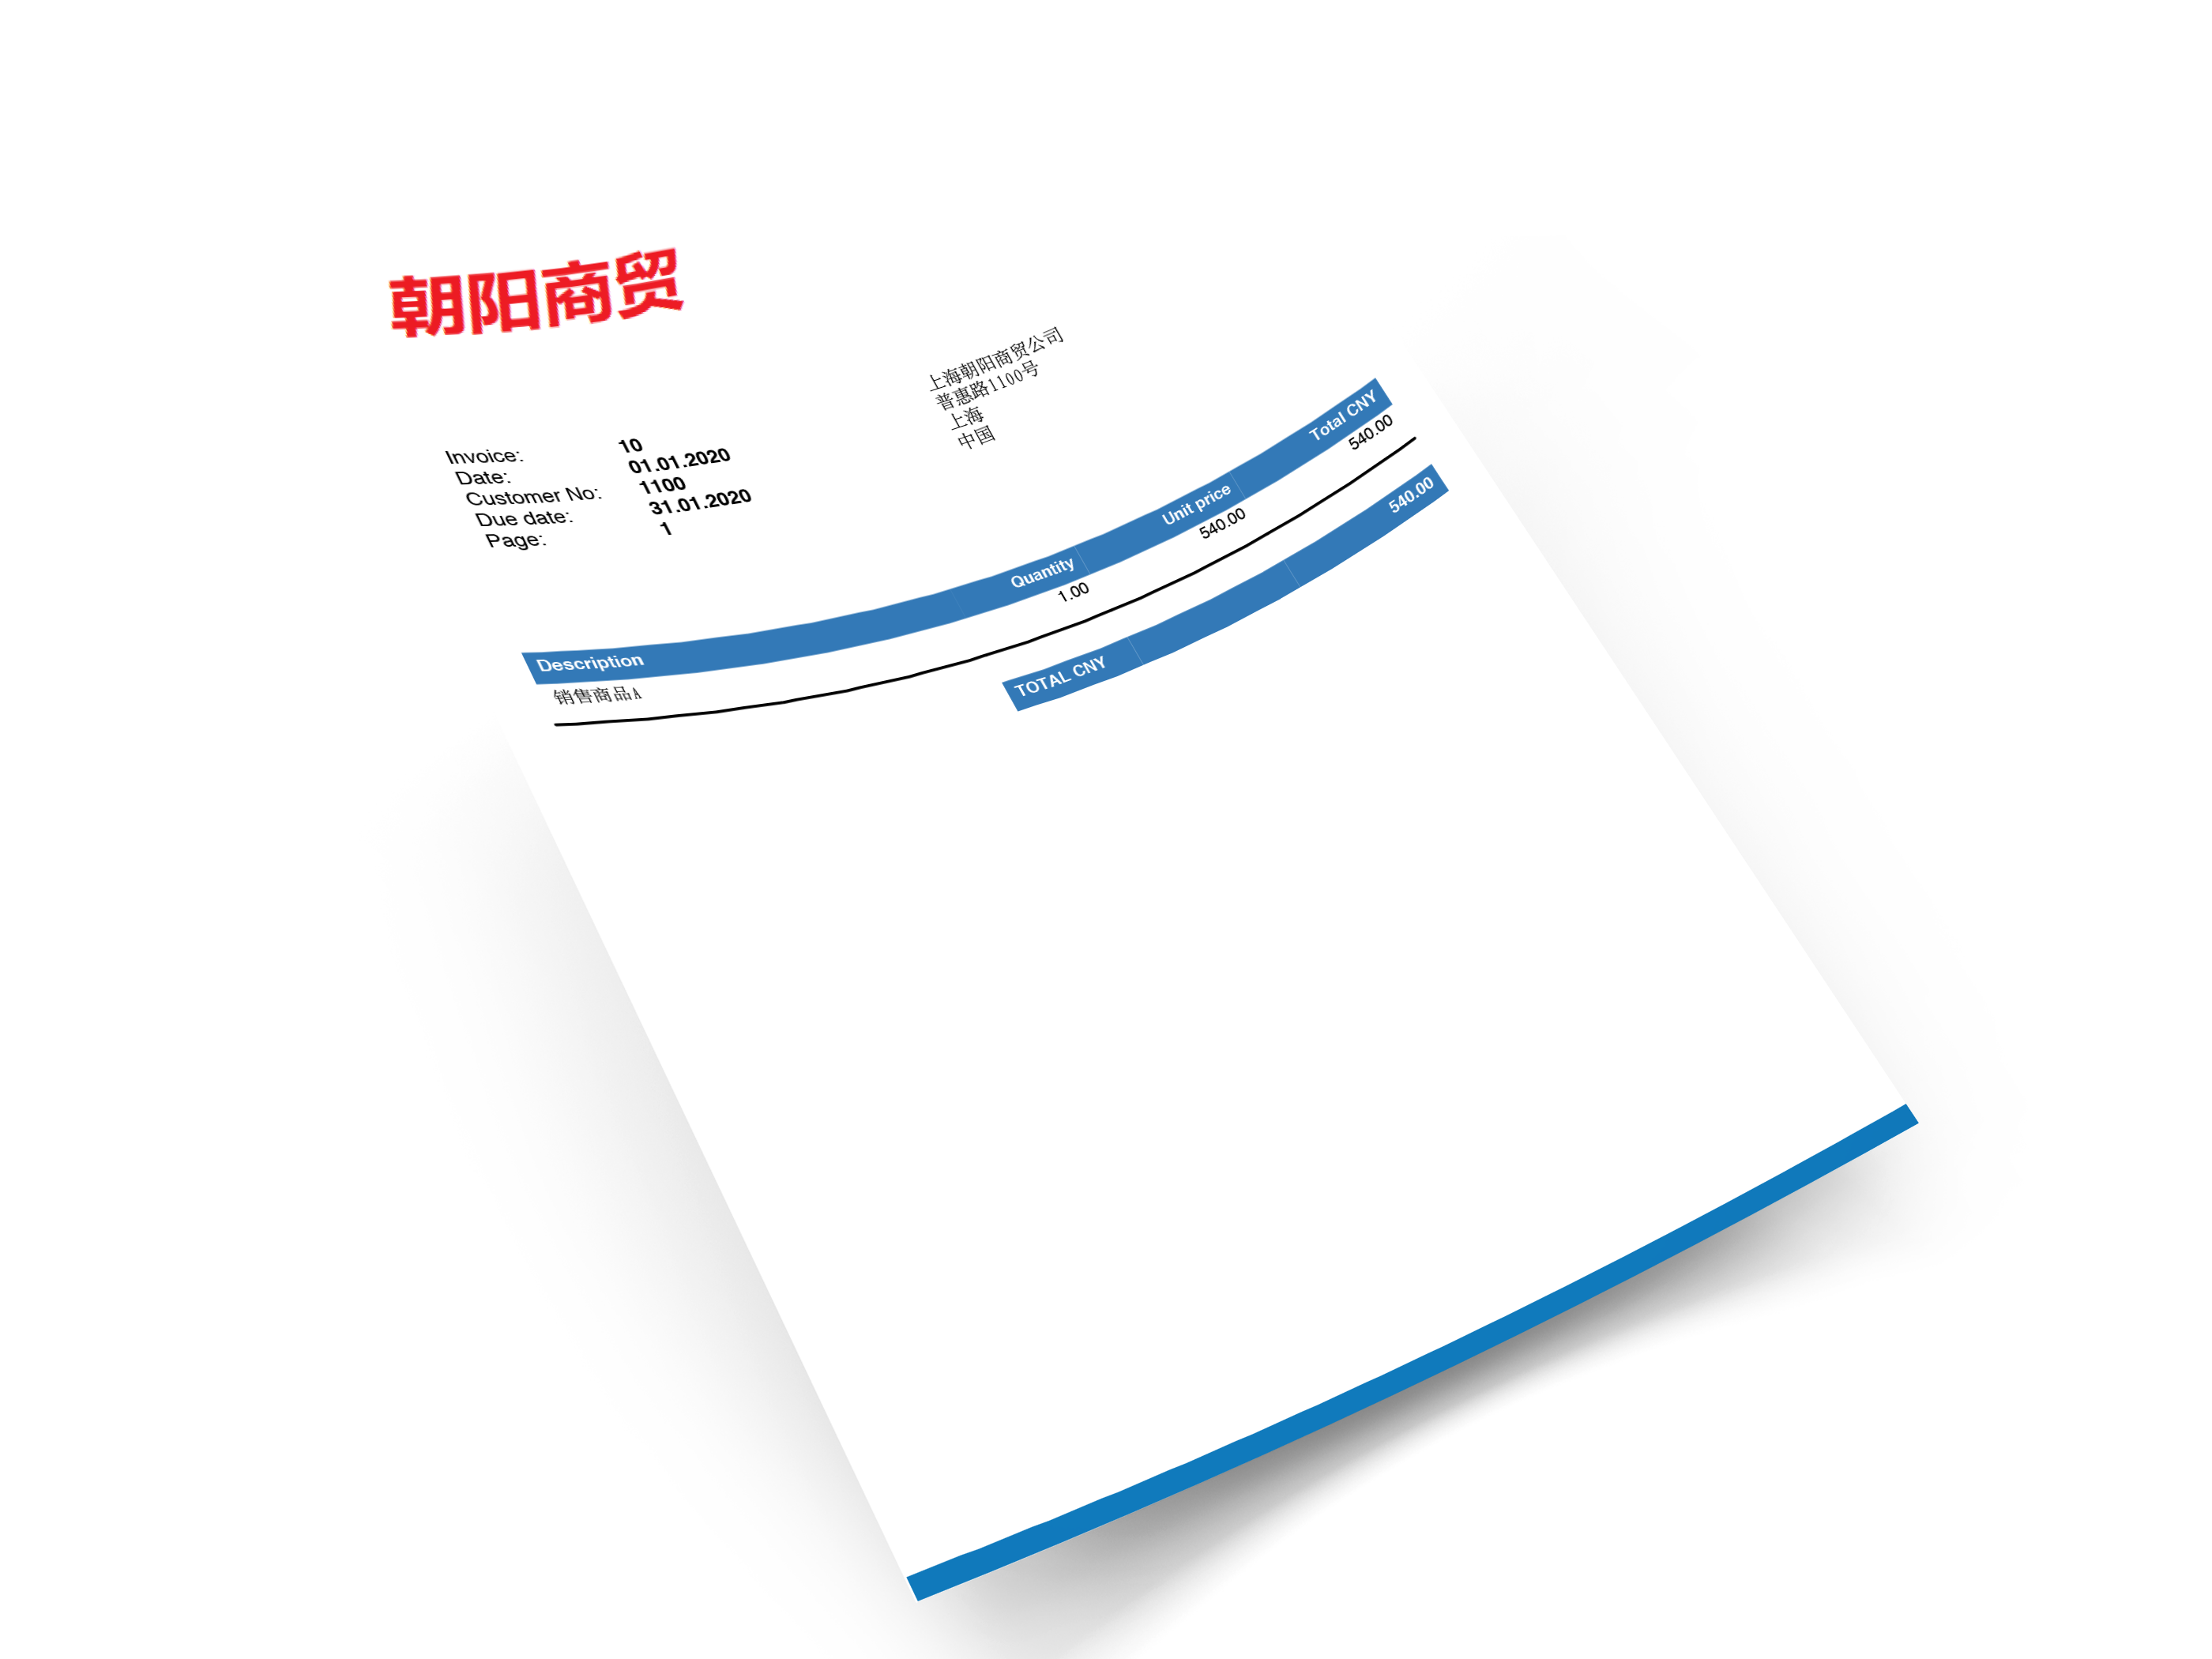 朝阳商贸
上海朝阳商贸公司
普惠路1100号
上海
中国
Invoice: 10
Date: 01.01.2020
Customer No: 1100
Due date: 31.01.2020
Page: 1
Description Quantity Unit price Total CNY
销售商品A 1.00 540.00 540.00
TOTAL CNY 540.00